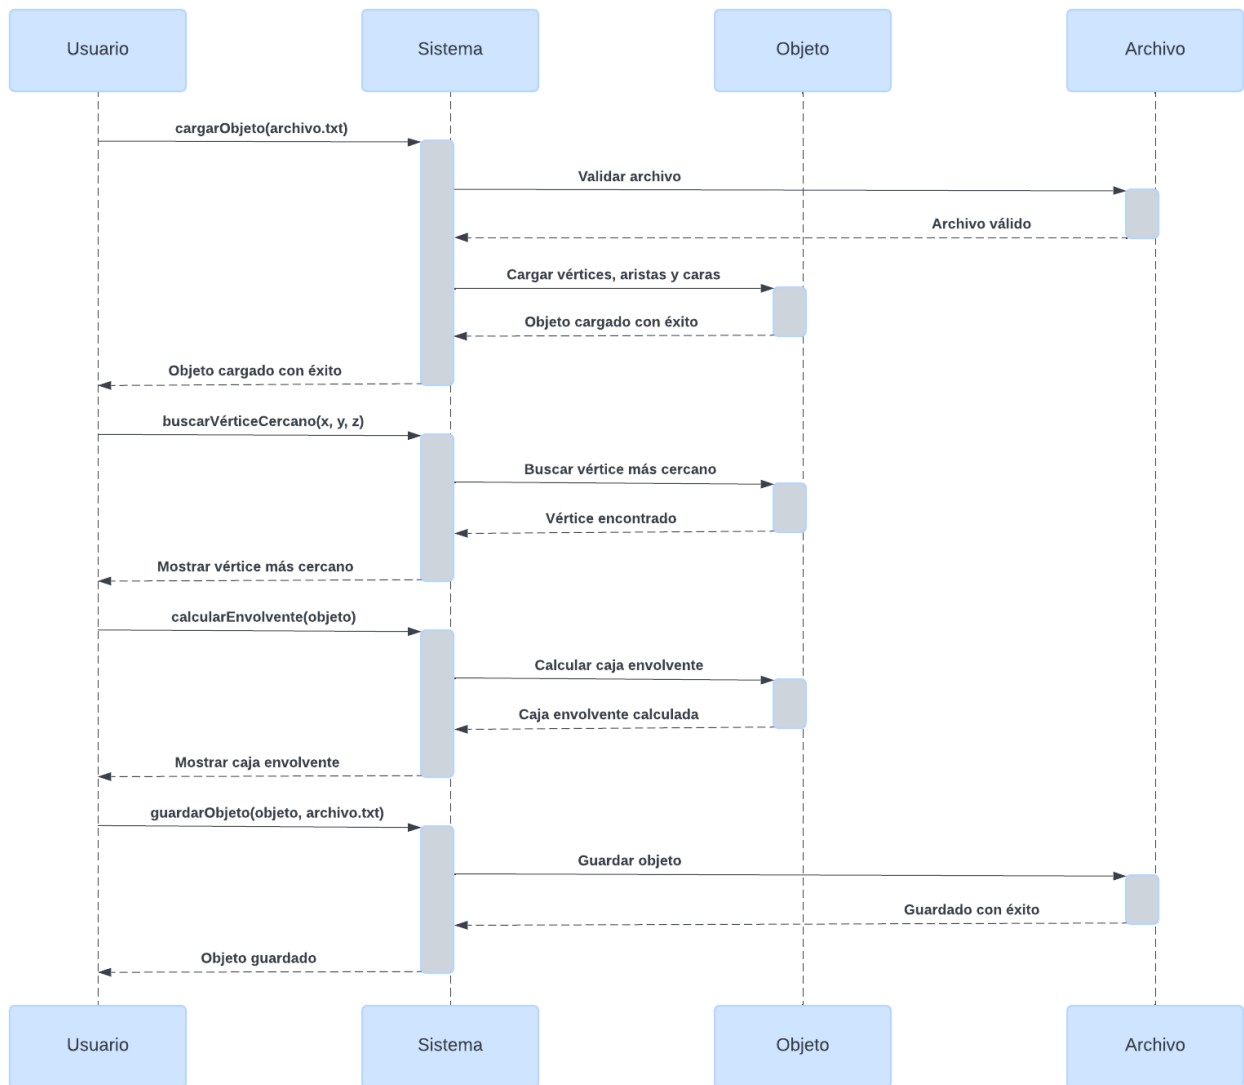 Usuario
Sistema
Objeto
Archivo
cargarObjeto(archivo.txt)
Validar archivo
Archivo válido
Cargar vértices, aristas y caras
Objeto cargado con éxito
Objeto cargado con éxito
buscarVérticeCercano(x, y, z)
Buscar vértice más cercano
Vértice encontrado
Mostrar vértice más cercano
calcularEnvolvente(objeto)
Calcular caja envolvente
Caja envolvente calculada
Mostrar caja envolvente
guardarObjeto(objeto, archivo.txt)
Guardar objeto
Guardado con éxito
Objeto guardado
Usuario
Sistema
Objeto
Archivo